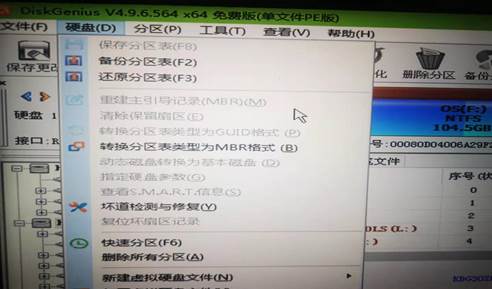 DiskGenius V4.9.6.564 x64 免费版(单文件PE版)
文件(F) 硬盘(D) 分区(P) 工具(T) 查看(V) 帮助(H)
保存更改
保存分区表(F8)
备份分区表(F2)
还原分区表(F3)
重建主引导记录(MBR)(M)
清除保留扇区(E)
转换分区表类型为GUID格式 (P)
转换分区表类型为MBR格式 (B)
动态磁盘转换为基本磁盘 (D)
指定硬盘参数(G)
查看S.M.A.R.T.信息(S)
坏道检测与修复(Y)
复位坏扇区记录
快速分区(F6)
删除所有分区(A)
新建虚拟硬盘文件(N)
删除分区
备份
OS(F:)
NTFS
104.5GB
硬盘 1
接口:
号:00080D04006A29F2
文件
序号(状
0
1
2
3
4
(L:)